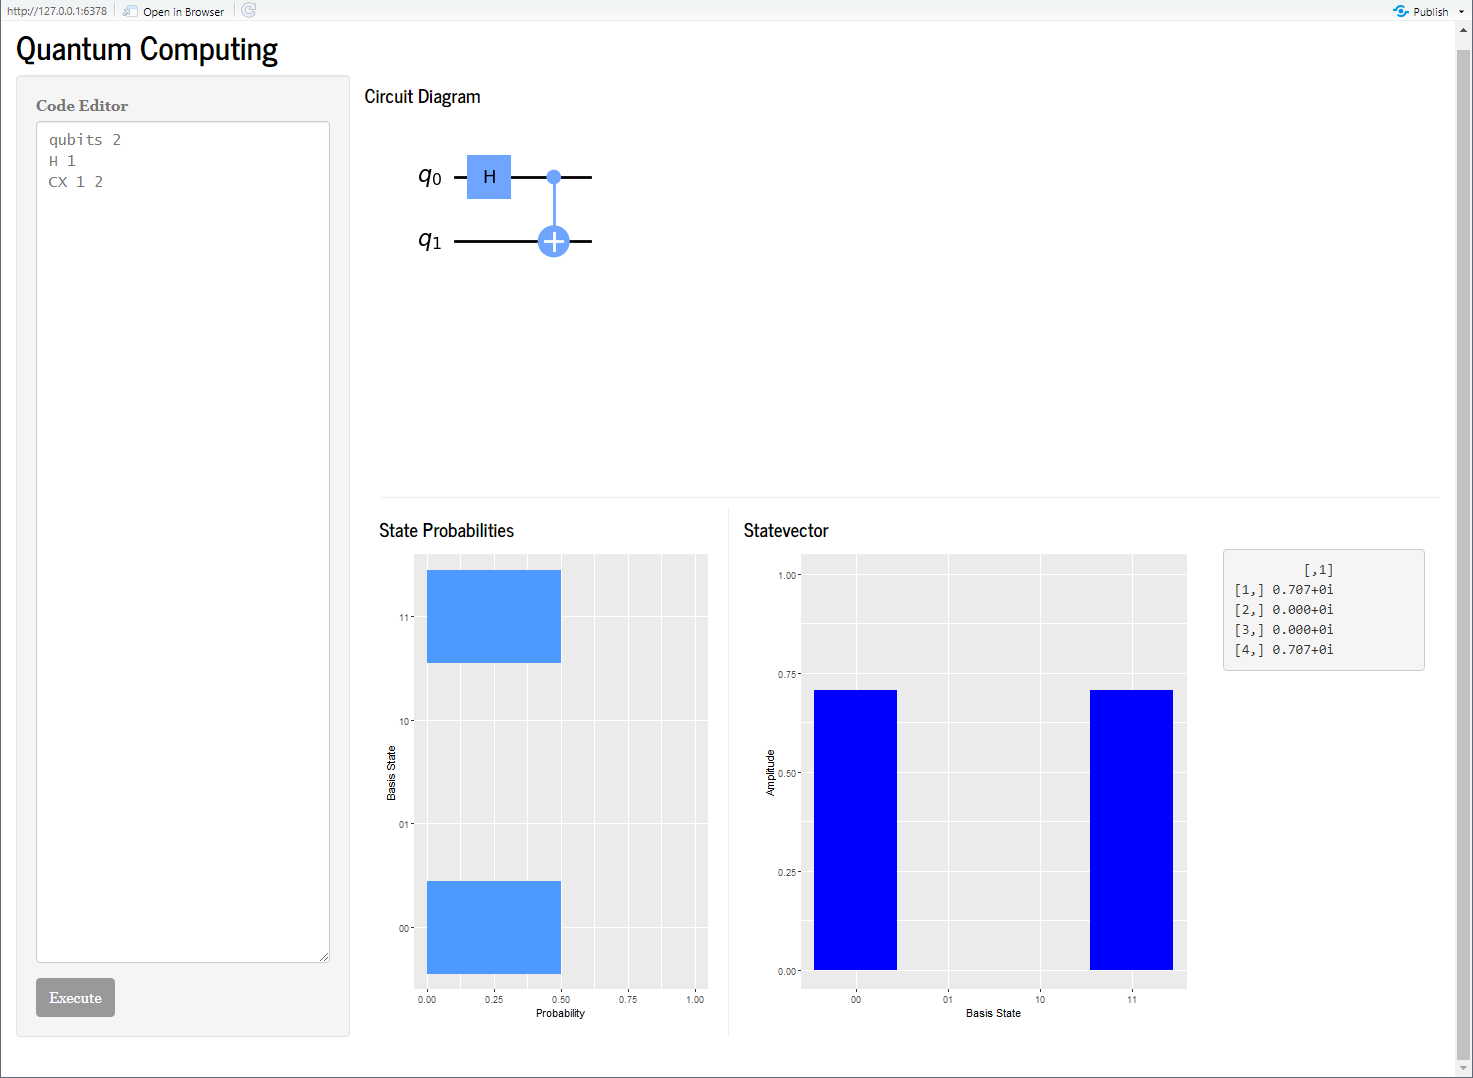 http://127.0.0.1:6378 Open in Browser Publish
Quantum Computing
Code Editor
qubits 2
H 1
CX 1 2
Execute
Circuit Diagram
q0 H
q1
State Probabilities
11
10
01
00
Basis State
0.00 0.25 0.50 0.75 1.00
Probability
Statevector
1.00
0.75
0.50
0.25
0.00
Amplitude
00 01 10 11
Basis State
[,1]
[1,] 0.707+0i
[2,] 0.000+0i
[3,] 0.000+0i
[4,] 0.707+0i